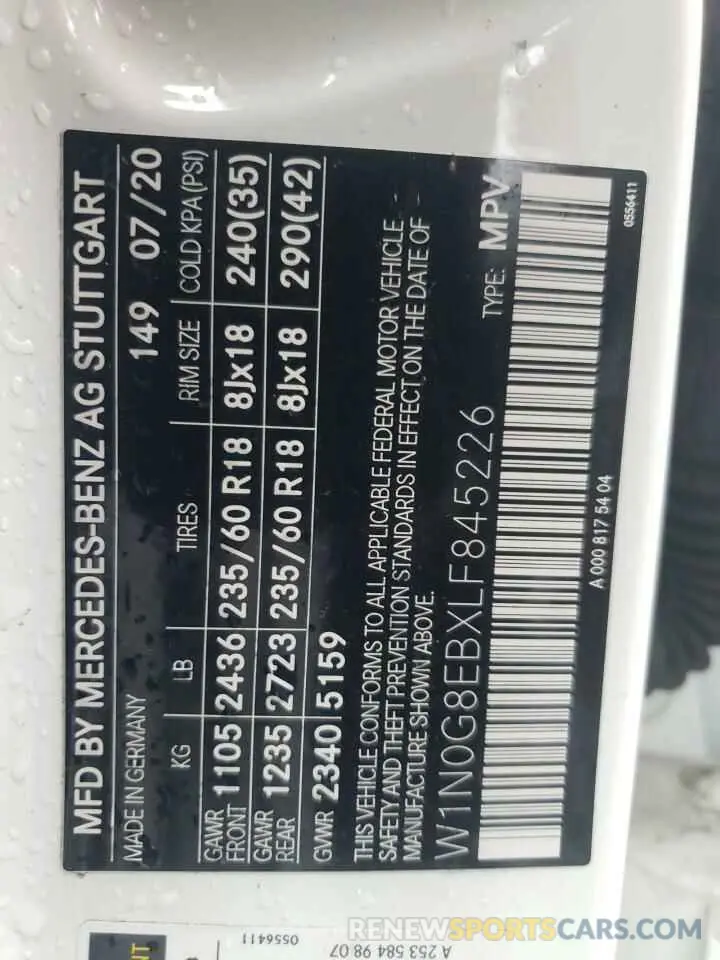 MFD BY MERCEDES-BENZ AG STUTTGART
MADE IN GERMANY 149 07/20
KG LB TIRES RIM SIZE COLD KPA (PSI)
GAWR FRONT 1105 2436 235/60 R18 8Jx18 240(35)
GAWR REAR 1235 2723 235/60 R18 8Jx18 290(42)
GVWR 2340 5159
THIS VEHICLE CONFORMS TO ALL APPLICABLE FEDERAL MOTOR VEHICLE
SAFETY AND THEFT PREVENTION STANDARDS IN EFFECT ON THE DATE OF
MANUFACTURE SHOWN ABOVE.
W1N0G8EBXLF845226 TYPE: MPV
A 000 817 54 04
0556411
0556411
A 253 584 98 07
RENEWSPORTSCARS.COM